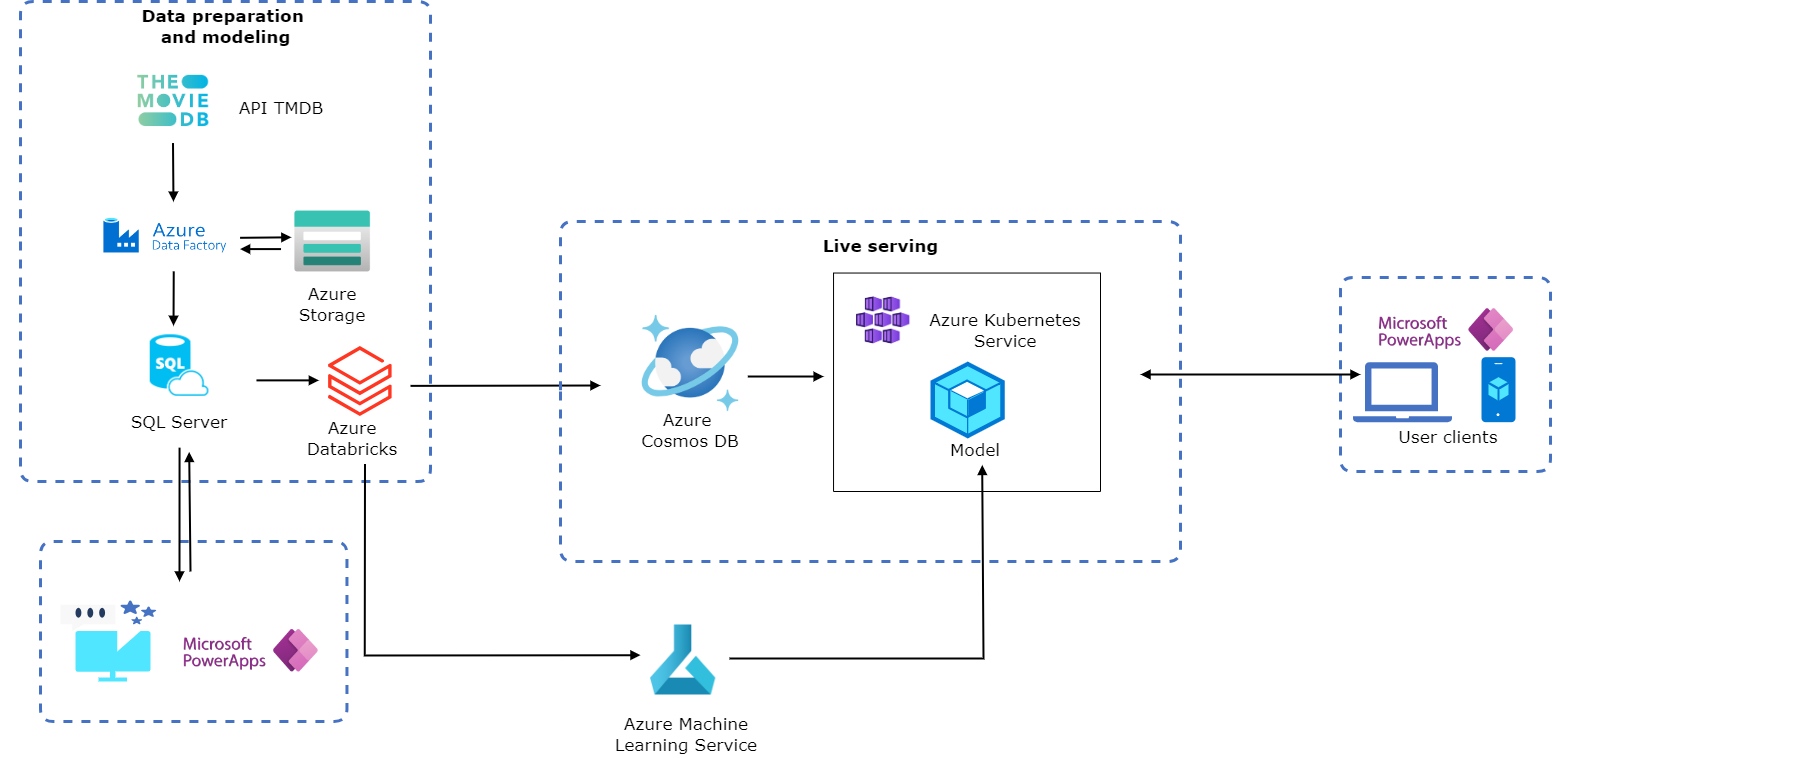 Data preparation
and modeling
THE
MOVIE
DB
API TMDB
Azure
Data Factory
Azure
Storage
SQL
SQL Server
Azure
Databricks
Live serving
Azure
Cosmos DB
Azure Kubernetes
Service
Model
Microsoft
PowerApps
User clients
Microsoft
PowerApps
Azure Machine
Learning Service